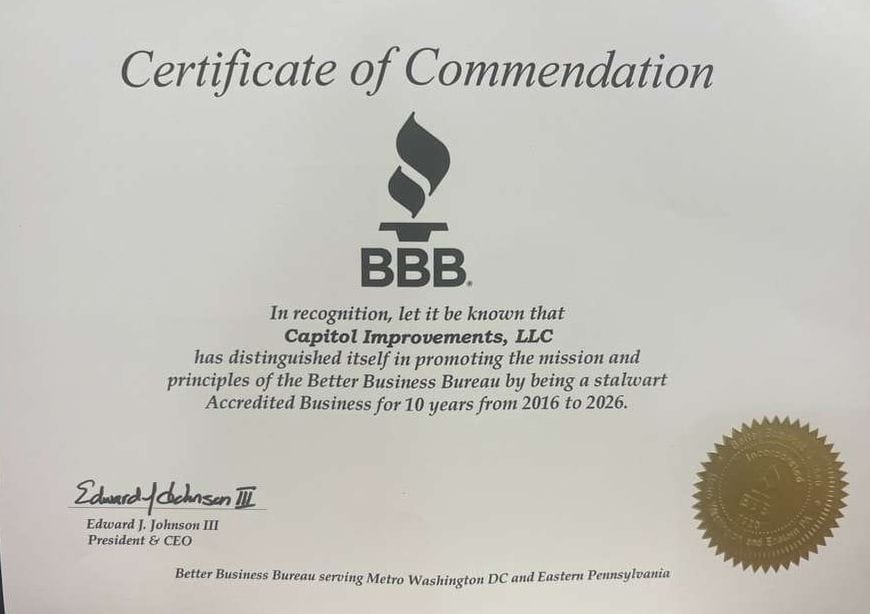 Certificate of Commendation
BBB®
In recognition, let it be known that
Capitol Improvements, LLC
has distinguished itself in promoting the mission and
principles of the Better Business Bureau by being a stalwart
Accredited Business for 10 years from 2016 to 2026.
Edward J Johnson III
Edward J. Johnson III
President & CEO
Better Business Bureau serving Metro Washington DC and Eastern Pennsylvania
Incorporated